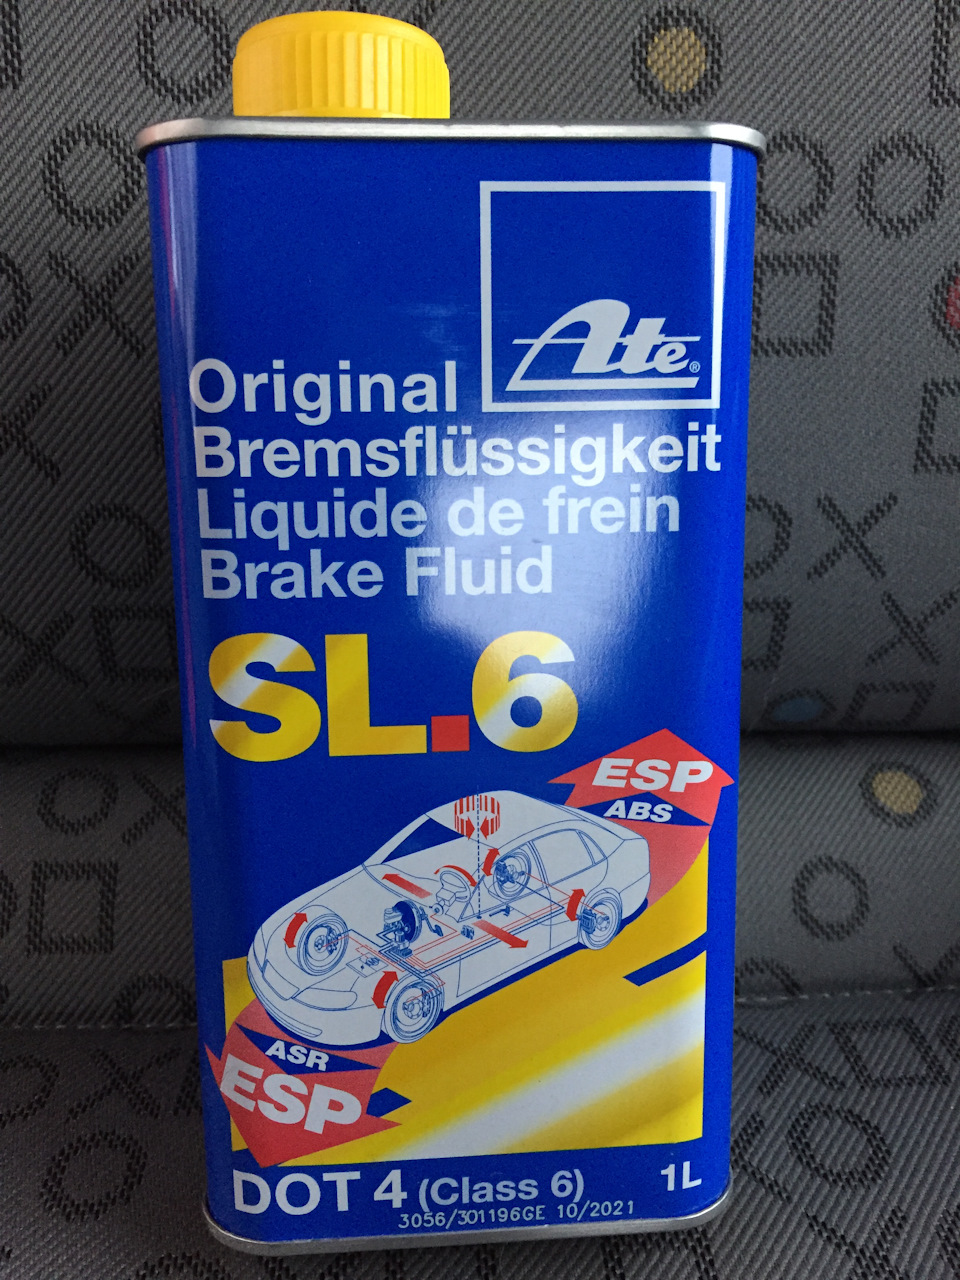 Ate®
Original
Bremsflüssigkeit
Liquide de frein
Brake Fluid
SL.6
ESP
ABS
ASR
ESP
DOT 4 (Class 6) 1L
3056/301196GE 10/2021